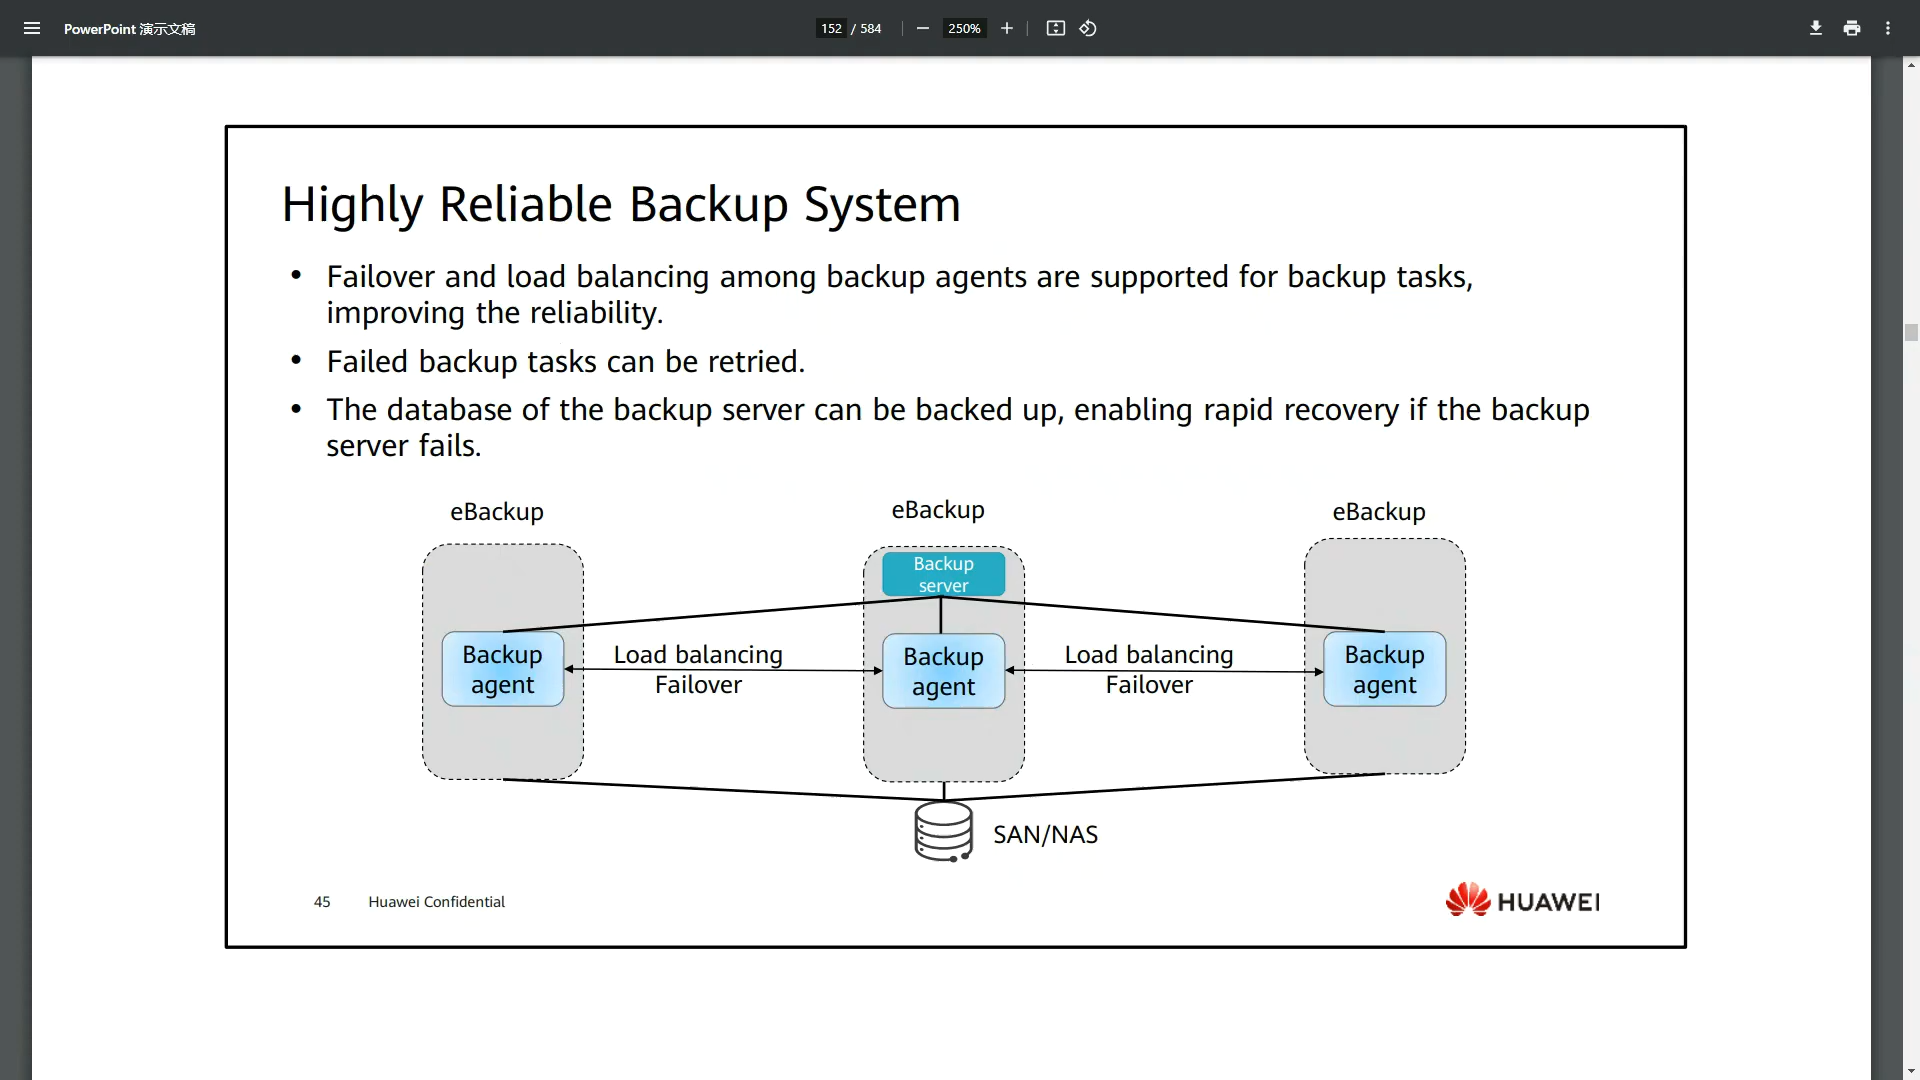 PowerPoint 演示文稿
152 / 584
250%
Highly Reliable Backup System
• Failover and load balancing among backup agents are supported for backup tasks,
improving the reliability.
• Failed backup tasks can be retried.
• The database of the backup server can be backed up, enabling rapid recovery if the backup
server fails.
eBackup
eBackup
eBackup
Backup
server
Backup
agent
Load balancing
Failover
Backup
agent
Load balancing
Failover
Backup
agent
SAN/NAS
45
Huawei Confidential
HUAWEI